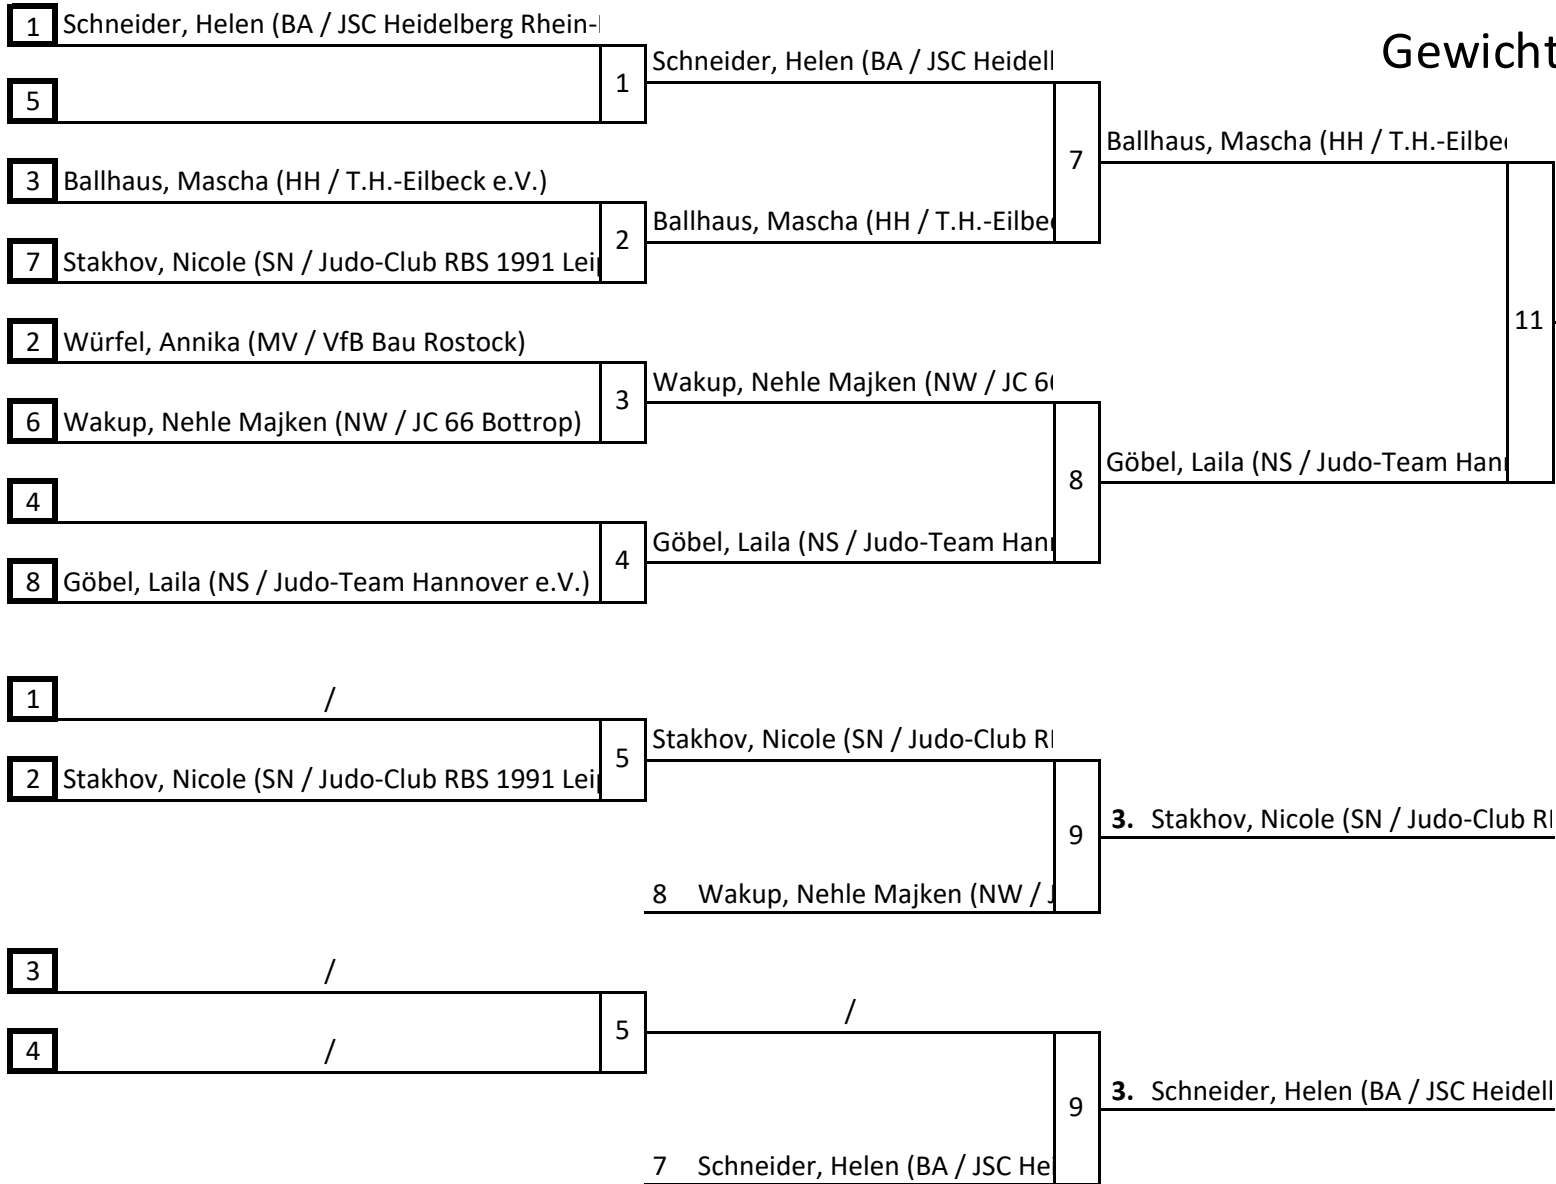 Gewicht
1 Schneider, Helen (BA / JSC Heidelberg Rhein-
5
1
Schneider, Helen (BA / JSC Heidel
3 Ballhaus, Mascha (HH / T.H.-Eilbeck e.V.)
7 Stakhov, Nicole (SN / Judo-Club RBS 1991 Lei
2
Ballhaus, Mascha (HH / T.H.-Eilbe
7
Ballhaus, Mascha (HH / T.H.-Eilbe
2 Würfel, Annika (MV / VfB Bau Rostock)
6 Wakup, Nehle Majken (NW / JC 66 Bottrop)
3
Wakup, Nehle Majken (NW / JC 6
4
8 Göbel, Laila (NS / Judo-Team Hannover e.V.)
4
Göbel, Laila (NS / Judo-Team Han
8
Göbel, Laila (NS / Judo-Team Han
11
1 /
2 Stakhov, Nicole (SN / Judo-Club RBS 1991 Lei
5
Stakhov, Nicole (SN / Judo-Club R
8 Wakup, Nehle Majken (NW /
9
3. Stakhov, Nicole (SN / Judo-Club R
3 /
4 /
5
/
7 Schneider, Helen (BA / JSC Hei
9
3. Schneider, Helen (BA / JSC Heidel